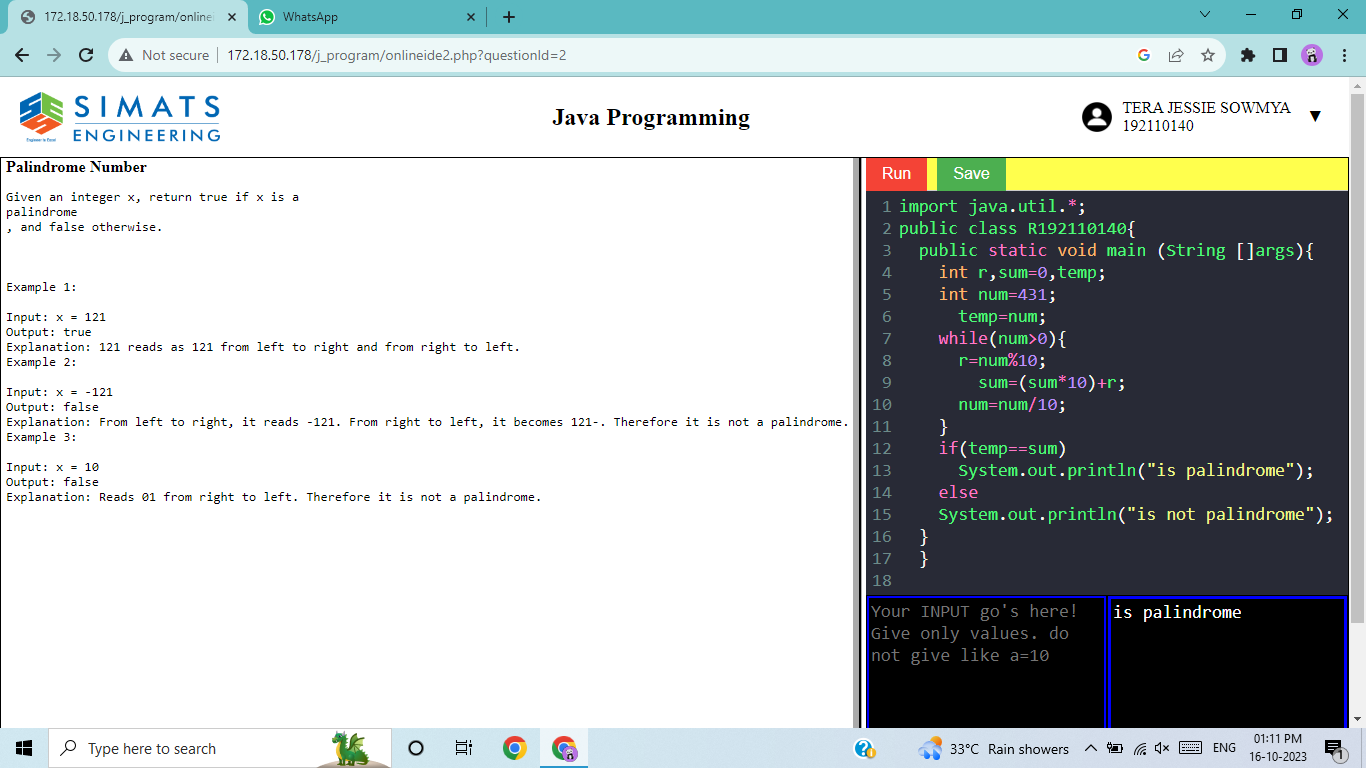 172.18.50.178/j_program/online
WhatsApp
Not secure
172.18.50.178/j_program/onlineide2.php?questionId=2
SIMATS
ENGINEERING
Engineer to Excel
Java Programming
TERA JESSIE SOWMYA
192110140
Palindrome Number
Given an integer x, return true if x is a
palindrome
, and false otherwise.
Example 1:
Input: x = 121
Output: true
Explanation: 121 reads as 121 from left to right and from right to left.
Example 2:
Input: x = -121
Output: false
Explanation: From left to right, it reads -121. From right to left, it becomes 121-. Therefore it is not a palindrome.
Example 3:
Input: x = 10
Output: false
Explanation: Reads 01 from right to left. Therefore it is not a palindrome.
Run Save
1 import java.util.*;
2 public class R192110140{
3 public static void main (String []args){
4 int r,sum=0,temp;
5 int num=431;
6 temp=num;
7 while(num>0){
8 r=num%10;
9 sum=(sum*10)+r;
10 num=num/10;
11 }
12 if(temp==sum)
13 System.out.println("is palindrome");
14 else
15 System.out.println("is not palindrome");
16 }
17 }
18
Your INPUT go's here!
Give only values. do
not give like a=10
is palindrome
Type here to search
33°C Rain showers
ENG
01:11 PM
16-10-2023
1